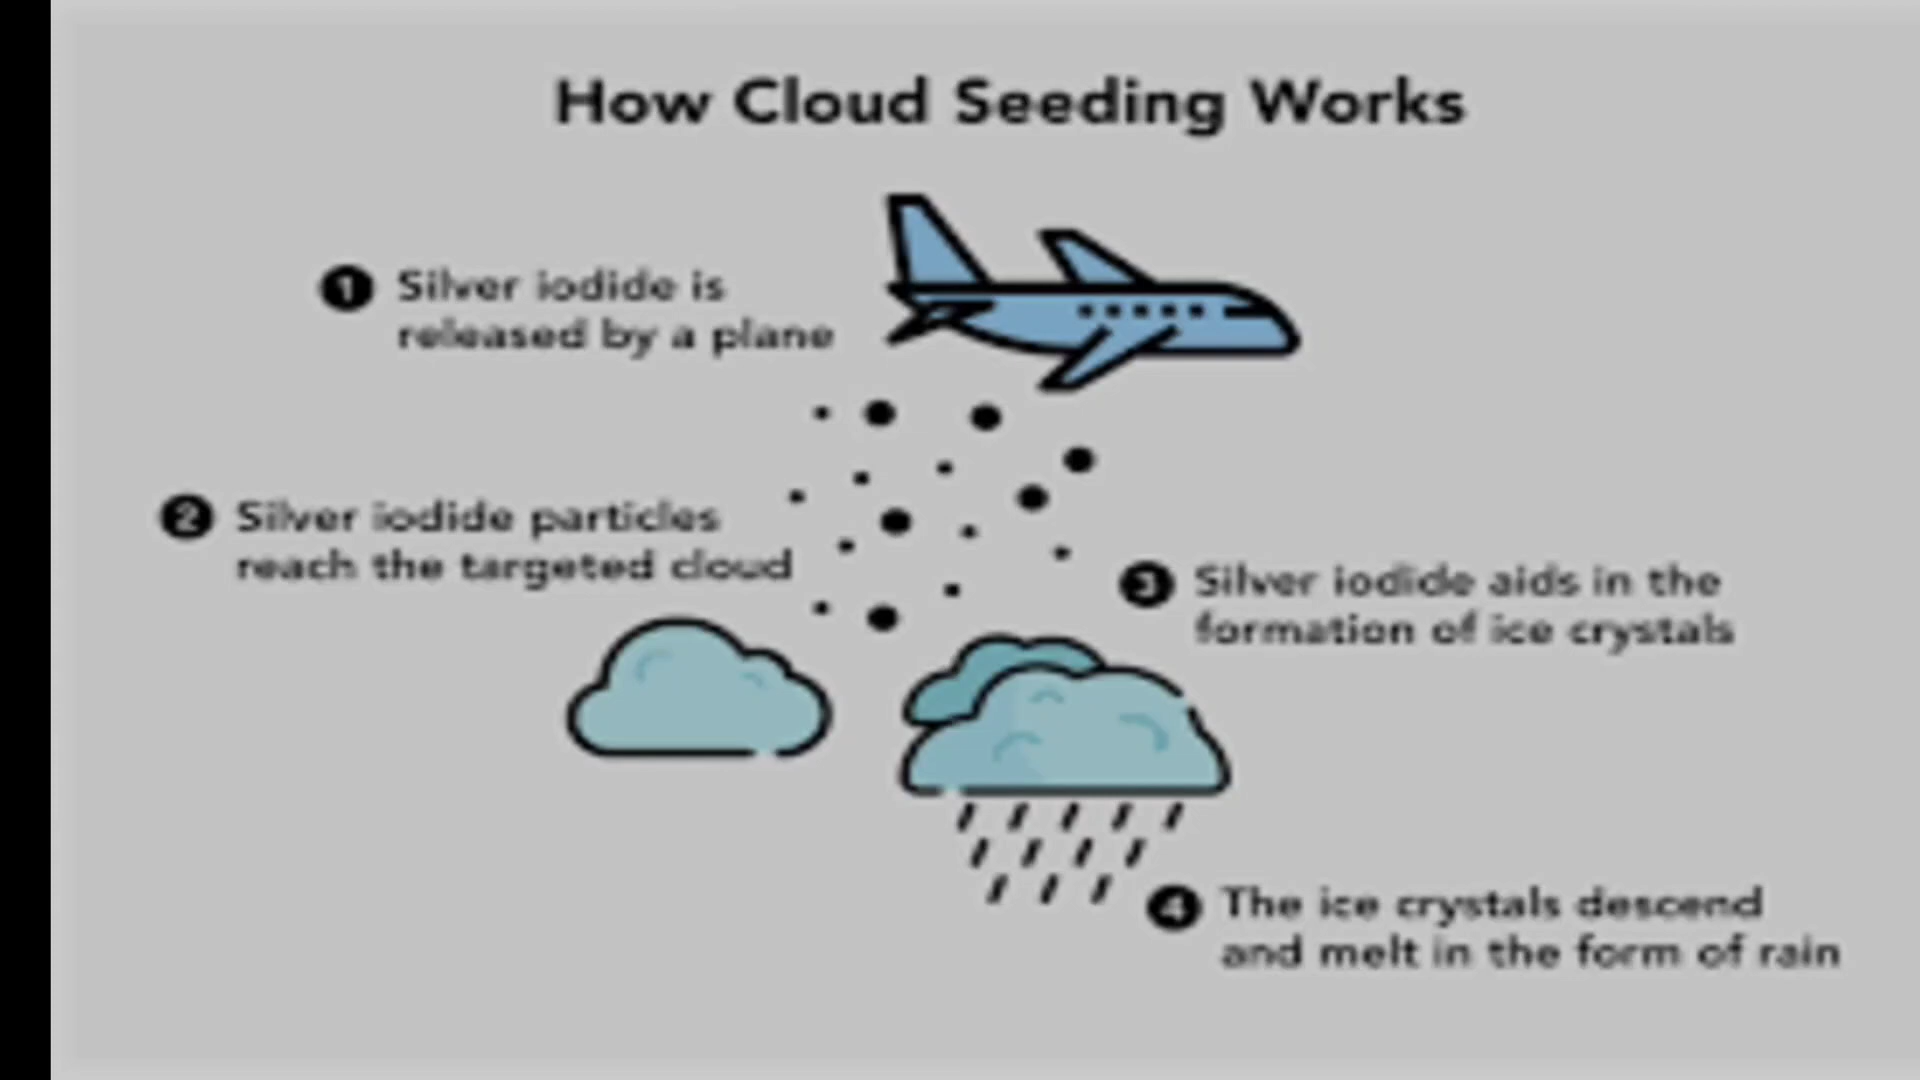 How Cloud Seeding Works
1 Silver iodide is
released by a plane
2 Silver iodide particles
reach the targeted cloud
3 Silver iodide aids in the
formation of ice crystals
4 The ice crystals descend
and melt in the form of rain